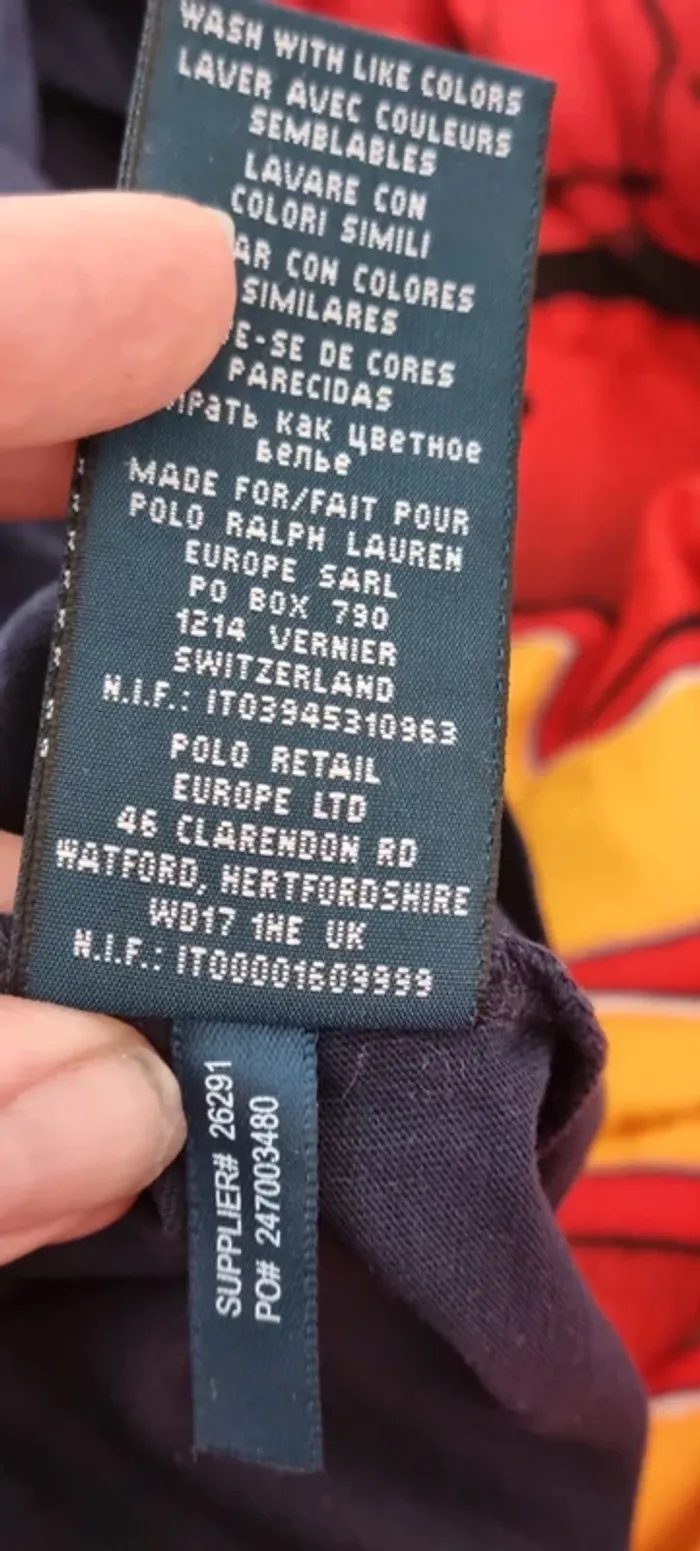 WASH WITH LIKE COLORS
LAVER AVEC COULEURS
SEMBLABLES
LAVARE CON
COLORI SIMILI
AR CON COLORES
SIMILARES
E-SE DE CORES
PARECIDAS
ирать как цветное
белье
MADE FOR/FAIT POUR
POLO RALPH LAUREN
EUROPE SARL
PO BOX 790
1214 VERNIER
SWITZERLAND
N.I.F.: IT03945310963
POLO RETAIL
EUROPE LTD
46 CLARENDON RD
WATFORD, HERTFORDSHIRE
WD17 1HE UK
N.I.F.: IT00001609999
SUPPLIER# 26291
PO# 247003480